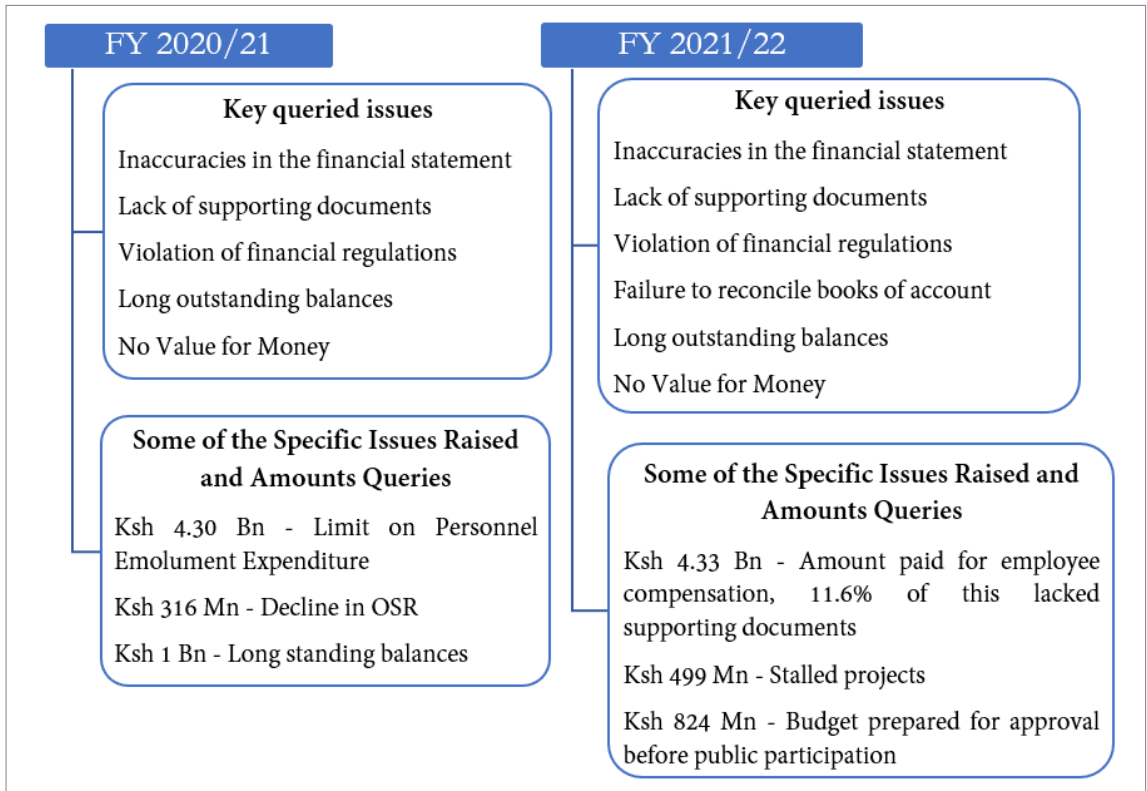 FY 2020/21
Key queried issues
Inaccuracies in the financial statement
Lack of supporting documents
Violation of financial regulations
Long outstanding balances
No Value for Money
Some of the Specific Issues Raised
and Amounts Queries
Ksh 4.30 Bn - Limit on Personnel
Emolument Expenditure
Ksh 316 Mn - Decline in OSR
Ksh 1 Bn - Long standing balances
FY 2021/22
Key queried issues
Inaccuracies in the financial statement
Lack of supporting documents
Violation of financial regulations
Failure to reconcile books of account
Long outstanding balances
No Value for Money
Some of the Specific Issues Raised and
Amounts Queries
Ksh 4.33 Bn - Amount paid for employee
compensation, 11.6% of this lacked
supporting documents
Ksh 499 Mn - Stalled projects
Ksh 824 Mn - Budget prepared for approval
before public participation